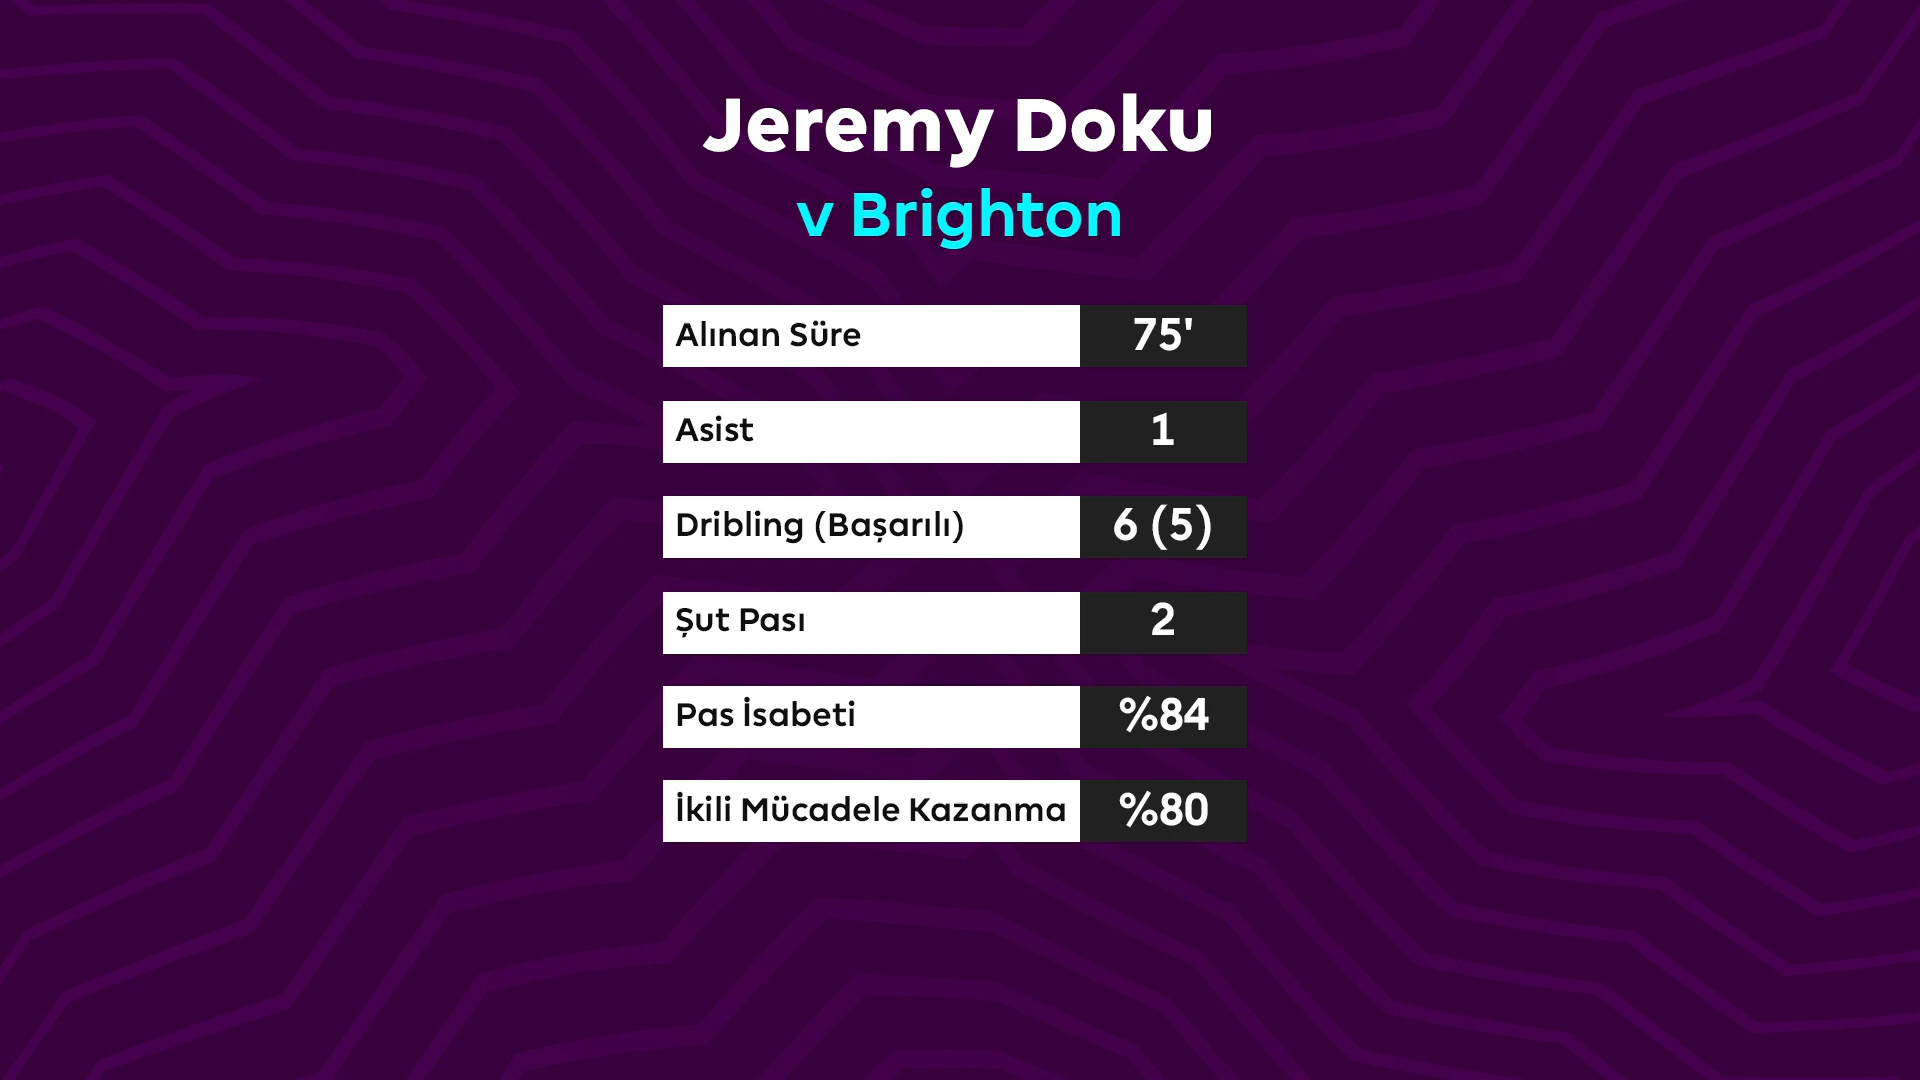 Jeremy Doku
v Brighton
Alınan Süre 75'
Asist 1
Dribling (Başarılı) 6 (5)
Şut Pası 2
Pas İsabeti %84
İkili Mücadele Kazanma %80